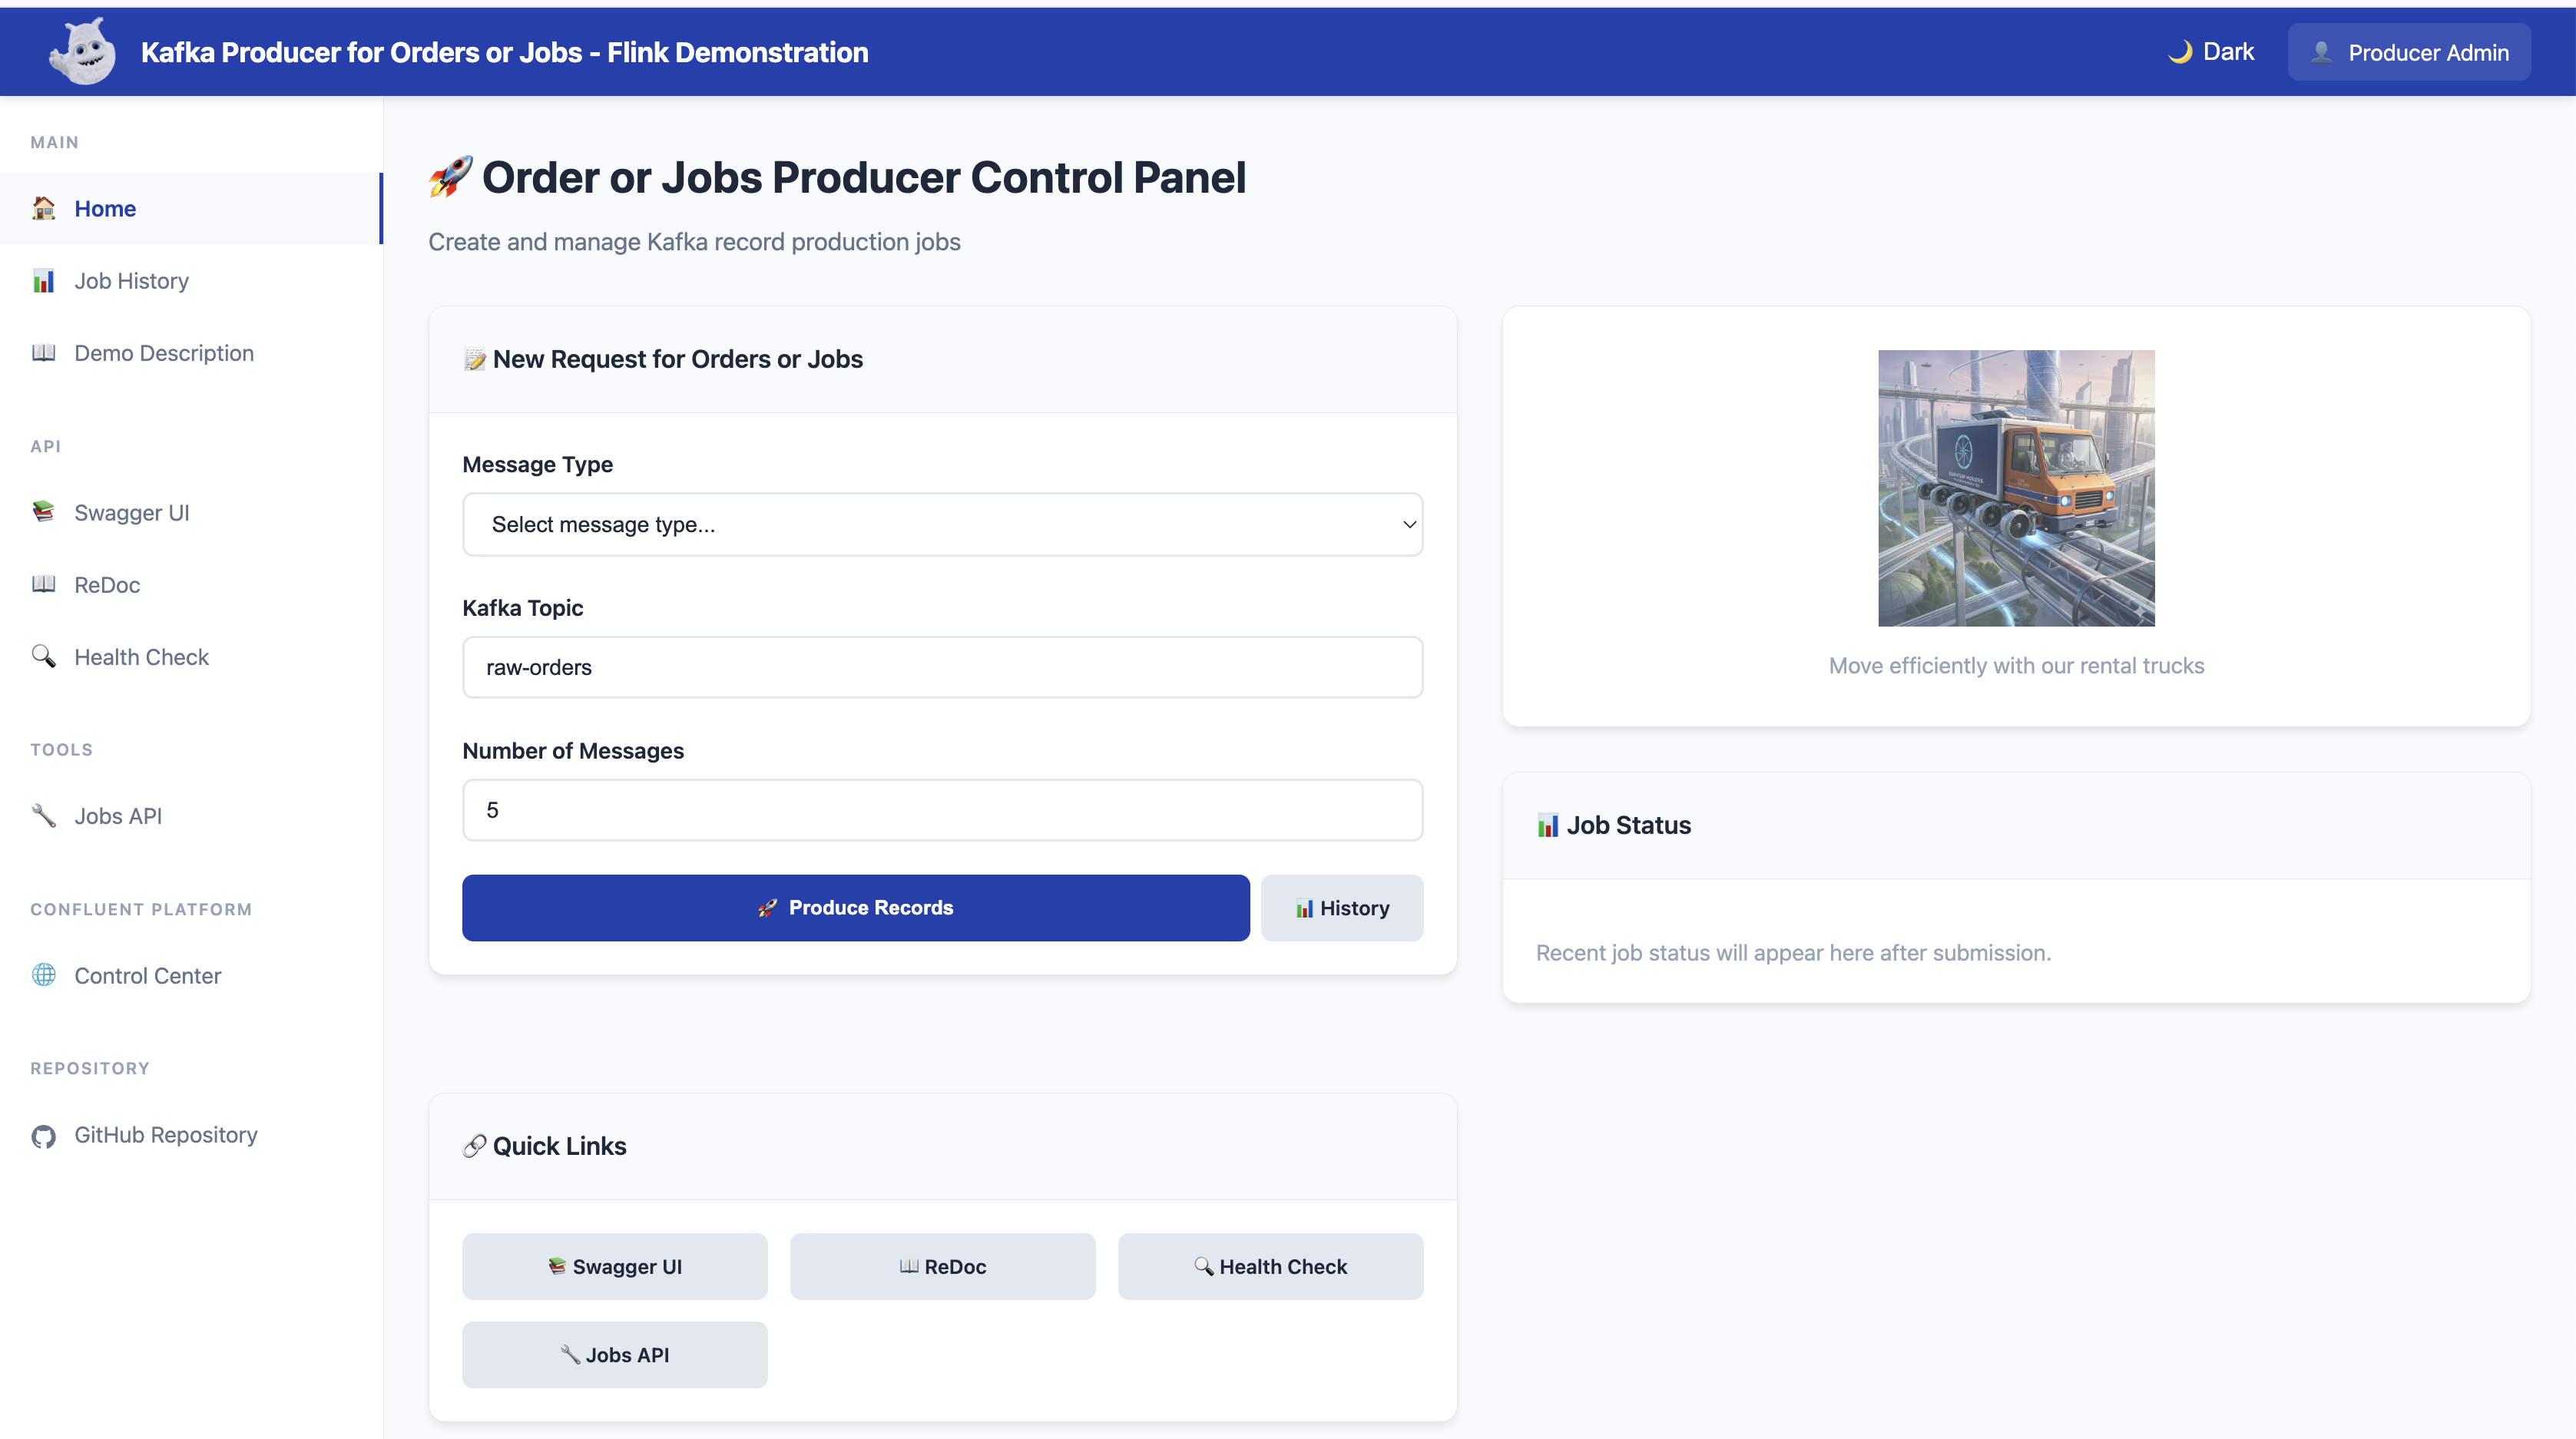 Kafka Producer for Orders or Jobs - Flink Demonstration
Dark
Producer Admin
MAIN
Home
Job History
Demo Description
API
Swagger UI
ReDoc
Health Check
TOOLS
Jobs API
CONFLUENT PLATFORM
Control Center
REPOSITORY
GitHub Repository
Order or Jobs Producer Control Panel
Create and manage Kafka record production jobs
New Request for Orders or Jobs
Message Type
Select message type...
Kafka Topic
raw-orders
Number of Messages
5
Produce Records
History
Move efficiently with our rental trucks
Job Status
Recent job status will appear here after submission.
Quick Links
Swagger UI
ReDoc
Health Check
Jobs API